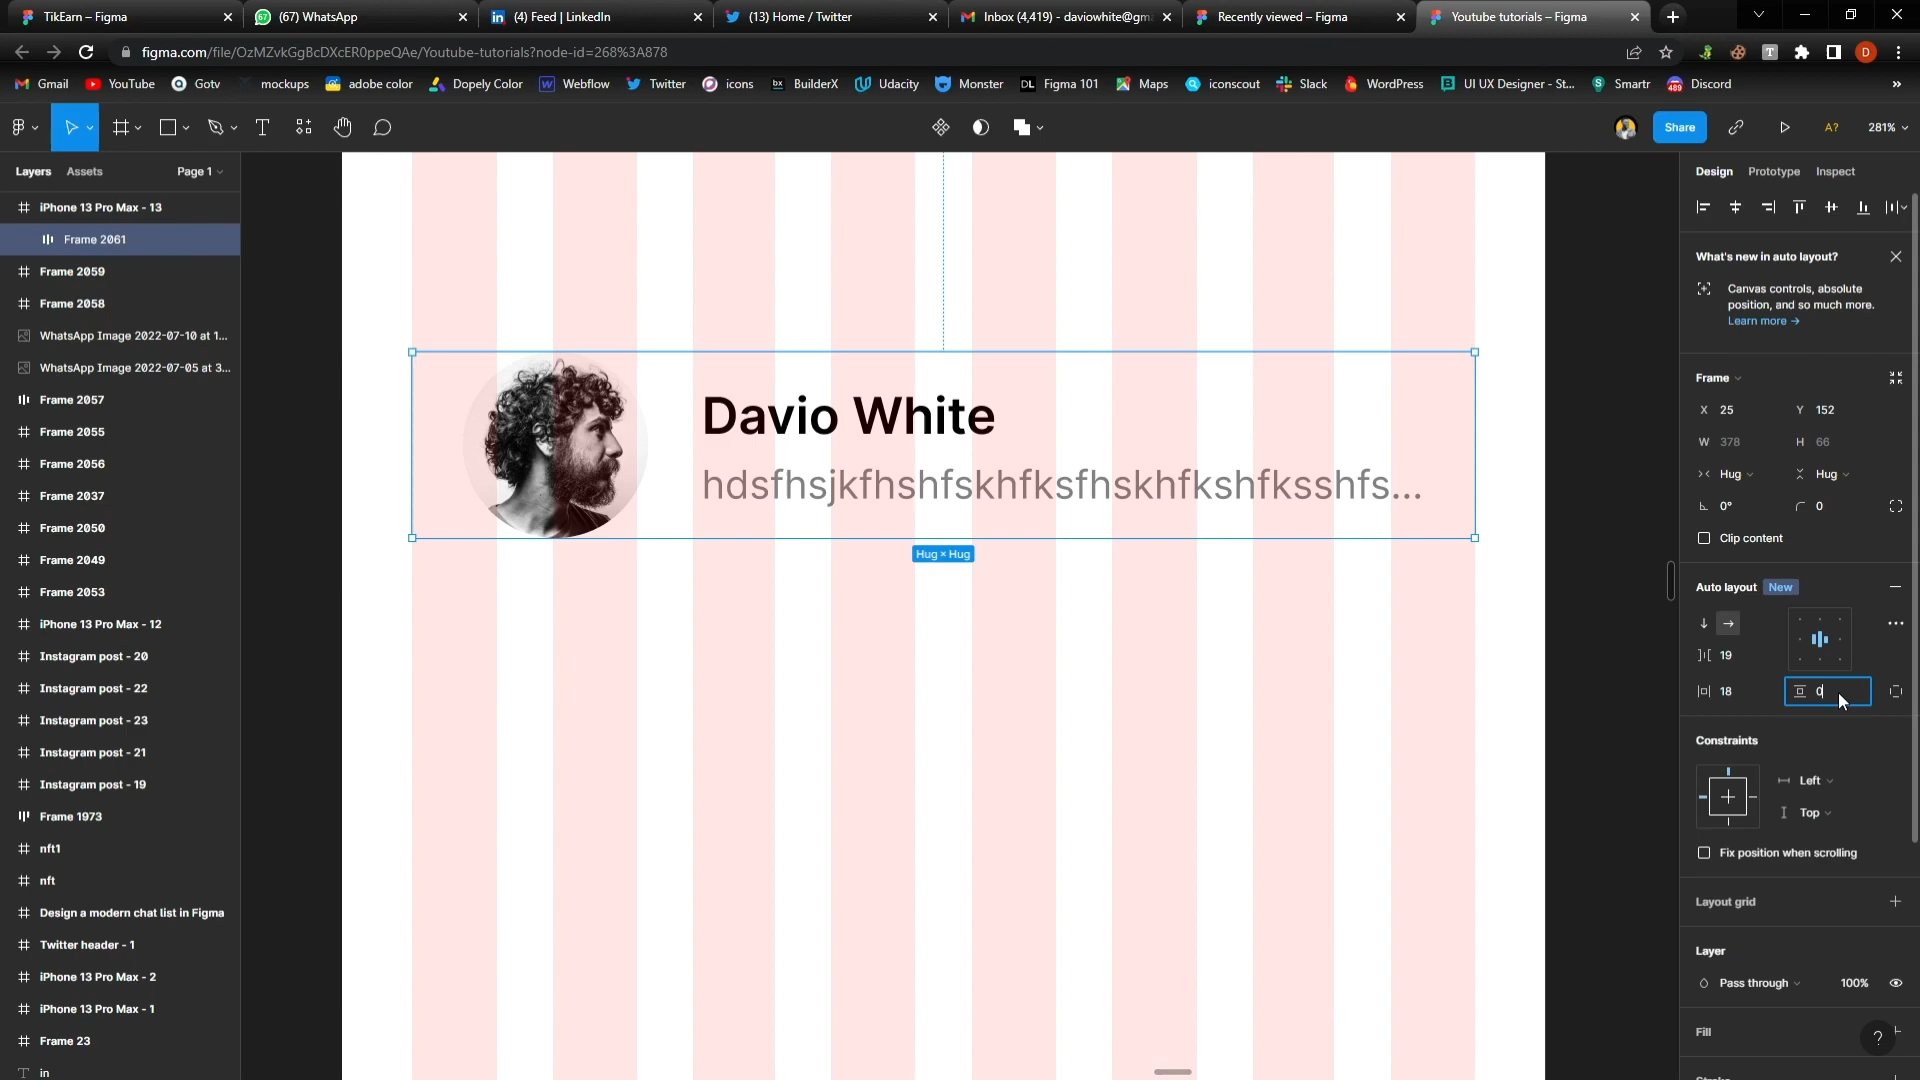 TikEarn – Figma
(67) WhatsApp
(4) Feed | LinkedIn
(13) Home / Twitter
Inbox (4,419) - daviowhite@gm
Recently viewed – Figma
Youtube tutorials – Figma
figma.com/file/OzMZvkGgBcDXcER0ppeQAe/Youtube-tutorials?node-id=268%3A878
Gmail
YouTube
Gotv
mockups
adobe color
Dopely Color
Webflow
Twitter
icons
BuilderX
Udacity
Monster
Figma 101
Maps
iconscout
Slack
WordPress
UI UX Designer - St...
Smartr
Discord
Share
A?
281%
Layers
Assets
Page 1
iPhone 13 Pro Max - 13
Frame 2061
Frame 2059
Frame 2058
WhatsApp Image 2022-07-10 at 1...
WhatsApp Image 2022-07-05 at 3...
Frame 2057
Frame 2055
Frame 2056
Frame 2037
Frame 2050
Frame 2049
Frame 2053
iPhone 13 Pro Max - 12
Instagram post - 20
Instagram post - 22
Instagram post - 23
Instagram post - 21
Instagram post - 19
Frame 1973
nft1
nft
Design a modern chat list in Figma
Twitter header - 1
iPhone 13 Pro Max - 2
iPhone 13 Pro Max - 1
Frame 23
in
Davio White
hdsfhsjkfhshfskhfksfhskhfkshfksshfs...
Hug × Hug
Design
Prototype
Inspect
What's new in auto layout?
Canvas controls, absolute
position, and so much more.
Learn more →
Frame
X 25
Y 152
W 378
H 66
Hug
Hug
0°
0
Clip content
Auto layout New
19
18
0
Constraints
Left
Top
Fix position when scrolling
Layout grid
Layer
Pass through
100%
Fill
?